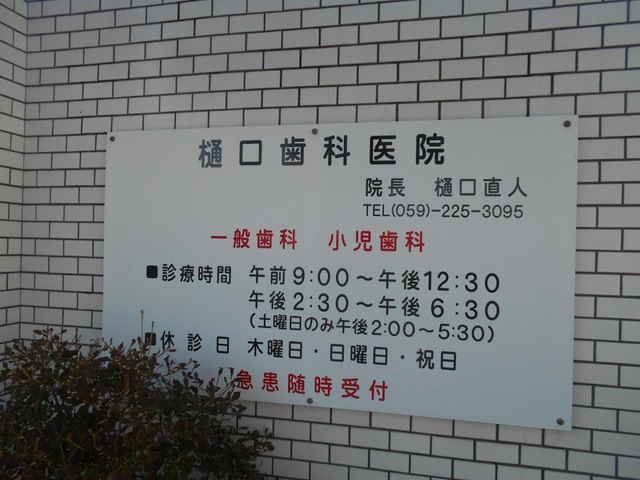 樋口歯科医院
院長 樋口直人
TEL(059)-225-3095
一般歯科 小児歯科
■診療時間 午前9:00～午後12:30
午後2:30～午後6:30
(土曜日のみ午後2:00～5:30)
■休診日 木曜日・日曜日・祝日
急患随時受付